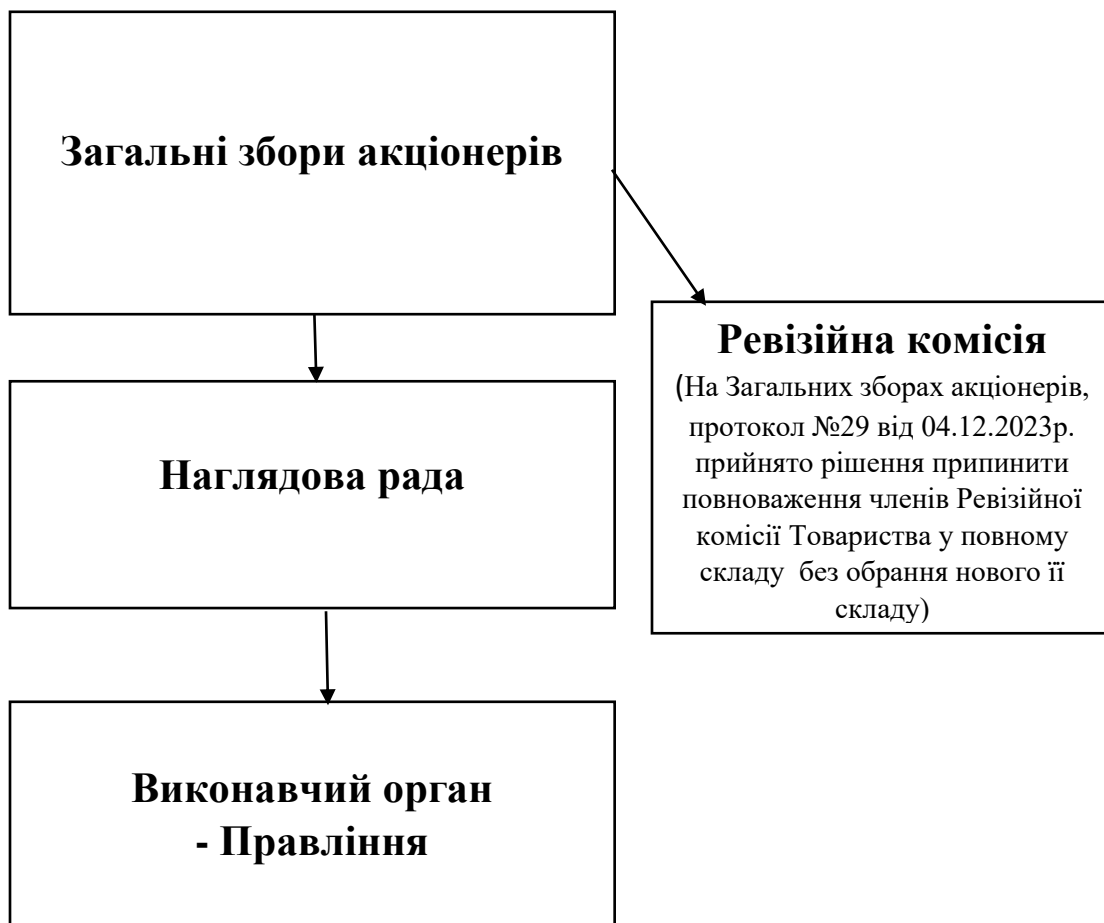 Загальні збори акціонерів
Ревізійна комісія
(На Загальних зборах акціонерів,
протокол №29 від 04.12.2023р.
прийнято рішення припинити
повноваження членів Ревізійної
комісії Товариства у повному
складу без обрання нового її
складу)
Наглядова рада
Виконавчий орган
- Правління